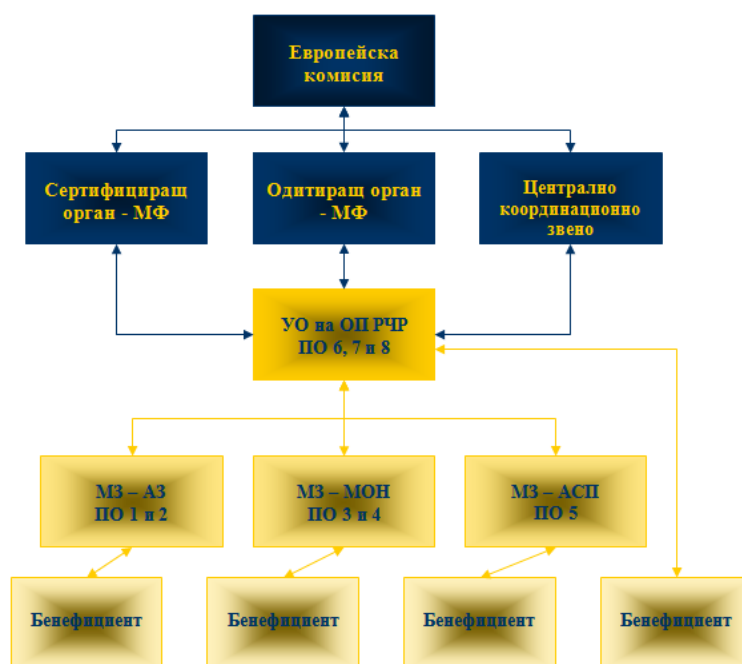 Европейска
комисия
Сертифициращ
орган - МФ
Одитиращ орган
- МФ
Централно
координационно
звено
УО на ОП РЧР
ПО 6, 7 и 8
МЗ – АЗ
ПО 1 и 2
МЗ – МОН
ПО 3 и 4
МЗ – АСП
ПО 5
Бенефициент
Бенефициент
Бенефициент
Бенефициент